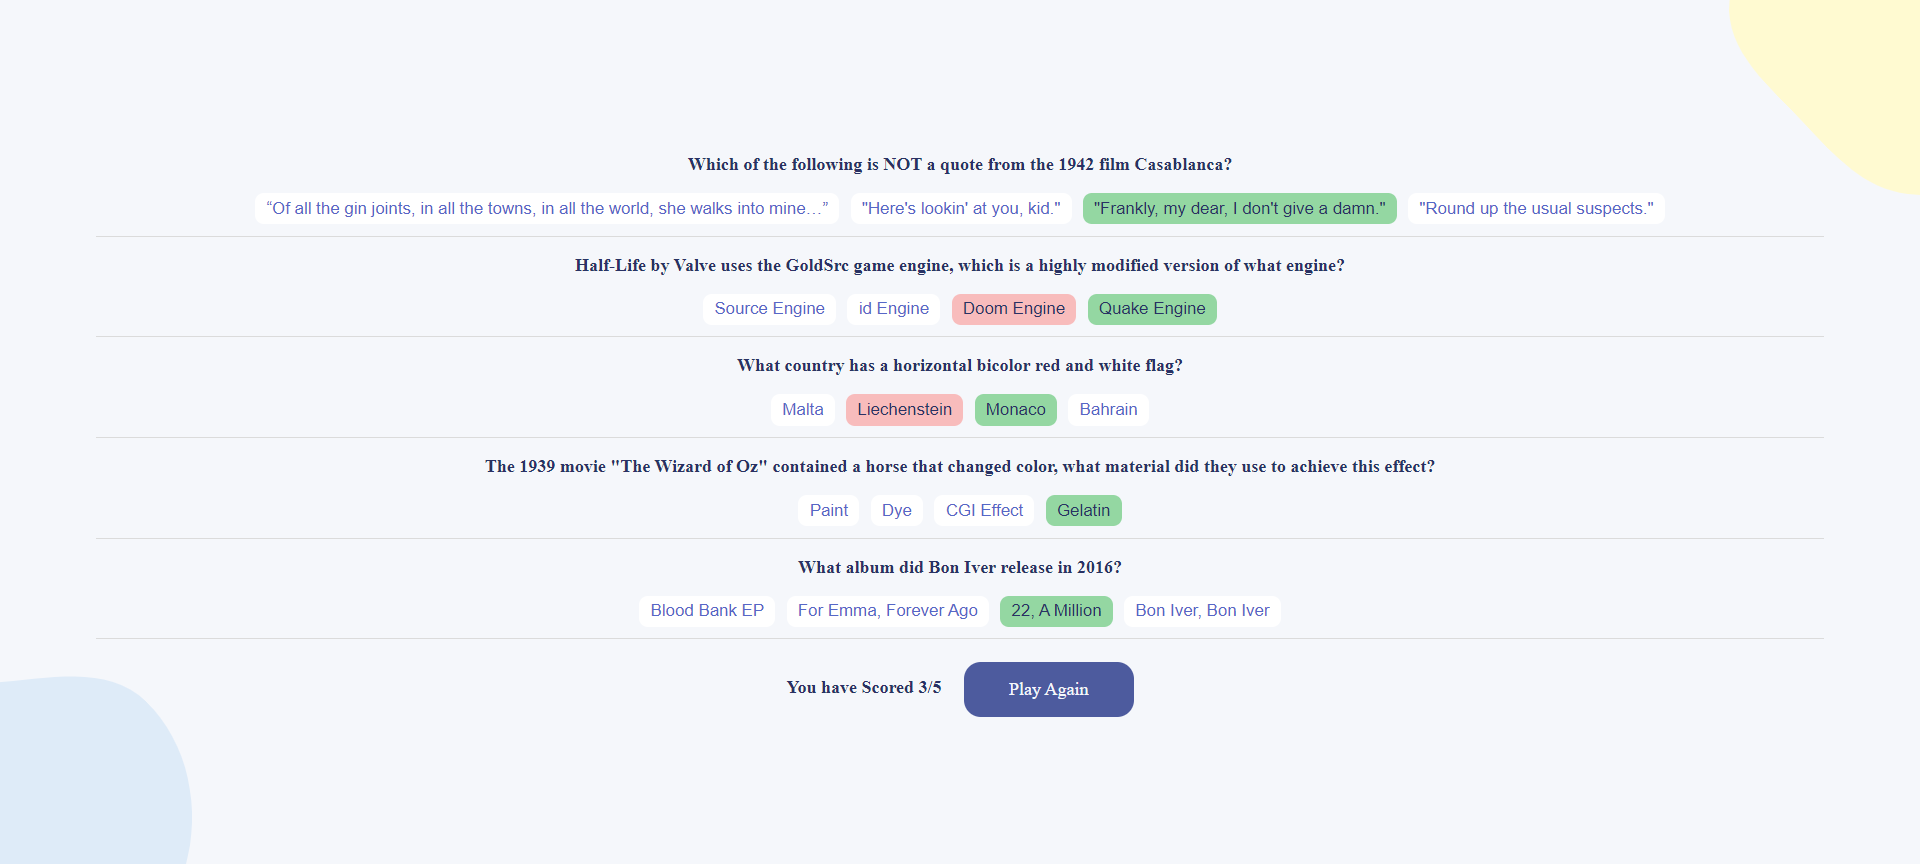 Which of the following is NOT a quote from the 1942 film Casablanca?
“Of all the gin joints, in all the towns, in all the world, she walks into mine…” "Here's lookin' at you, kid." "Frankly, my dear, I don't give a damn." "Round up the usual suspects."
Half-Life by Valve uses the GoldSrc game engine, which is a highly modified version of what engine?
Source Engine id Engine Doom Engine Quake Engine
What country has a horizontal bicolor red and white flag?
Malta Liechenstein Monaco Bahrain
The 1939 movie "The Wizard of Oz" contained a horse that changed color, what material did they use to achieve this effect?
Paint Dye CGI Effect Gelatin
What album did Bon Iver release in 2016?
Blood Bank EP For Emma, Forever Ago 22, A Million Bon Iver, Bon Iver
You have Scored 3/5 Play Again